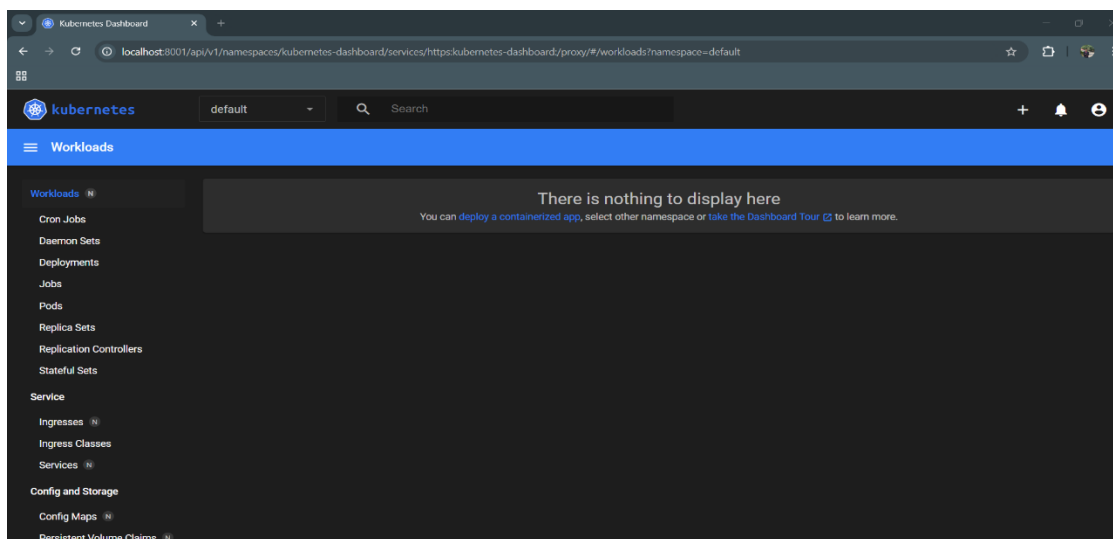 Kubernetes Dashboard
localhost:8001/api/v1/namespaces/kubernetes-dashboard/services/https:kubernetes-dashboard:/proxy/#/workloads?namespace=default
kubernetes
default
Search
Workloads
Workloads N
There is nothing to display here
You can deploy a containerized app, select other namespace or take the Dashboard Tour to learn more.
Cron Jobs
Daemon Sets
Deployments
Jobs
Pods
Replica Sets
Replication Controllers
Stateful Sets
Service
Ingresses N
Ingress Classes
Services N
Config and Storage
Config Maps N
Persistent Volume Claims N